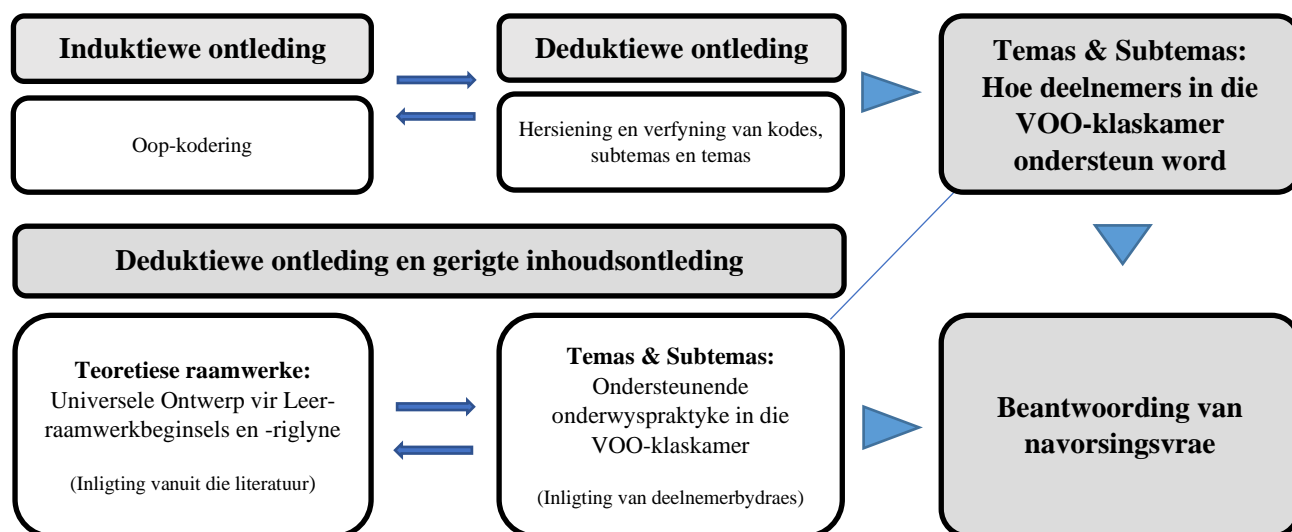 Induktiewe ontleding
Oop-kodering
Deduktiewe ontleding
Hersiening en verfyning van kodes,
subtemas en temas
Temas & Subtemas:
Hoe deelnemers in die
VOO-klaskamer
ondersteun word
Deduktiewe ontleding en gerigte inhoudsontleding
Teoretiese raamwerke:
Universele Ontwerp vir Leer-
raamwerkbeginsels en -riglyne
(Inligting vanuit die literatuur)
Temas & Subtemas:
Ondersteunende
onderwyspraktyke in die
VOO-klaskamer
(Inligting van deelnemerbydraes)
Beantwoording van
navorsingsvrae